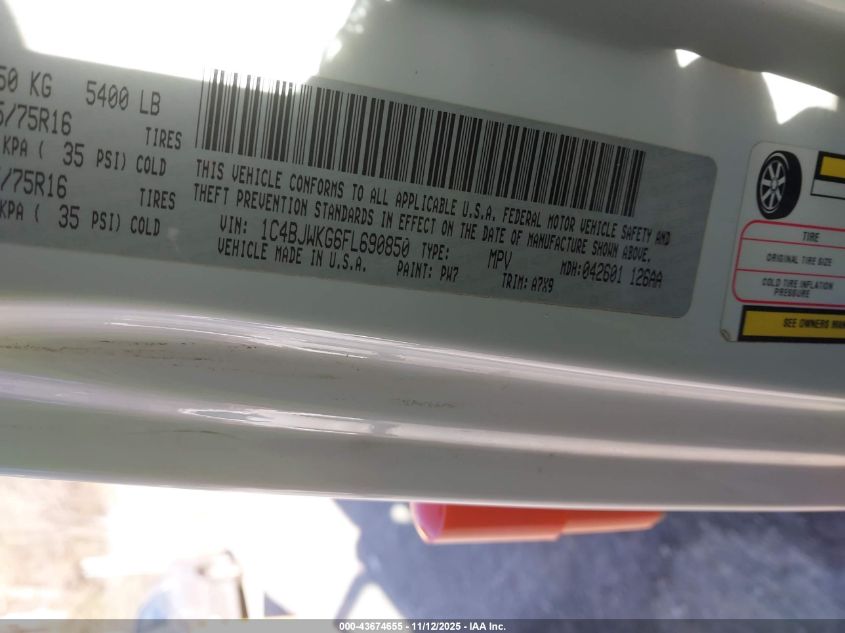 50 KG 5400 LB
5/75R16 TIRES
KPA ( 35 PSI) COLD
/75R16 TIRES
KPA ( 35 PSI) COLD
THIS VEHICLE CONFORMS TO ALL APPLICABLE U.S.A. FEDERAL MOTOR VEHICLE SAFETY AND
THEFT PREVENTION STANDARDS IN EFFECT ON THE DATE OF MANUFACTURE SHOWN ABOVE.
VIN: 1C4BJWKG6FL690850 TYPE: MPV MDH:042601 126AA
VEHICLE MADE IN U.S.A. PAINT: PW7 TRIM: A7X9
TIRE
ORIGINAL TIRE SIZE
COLD TIRE INFLATION
PRESSURE
SEE OWNERS MAN
000-43674655 - 11/12/2025 - IAA Inc.